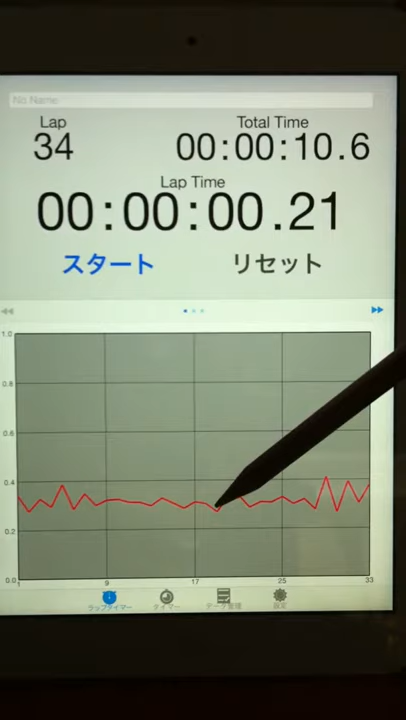 No Name
Lap
Total Time
34
00:00:10.6
Lap Time
00:00:00.21
スタート
リセット
1.0
0.8
0.6
0.4
0.2
0.0
1
9
17
25
33
ラップタイマー
タイマー
データ管理
設定